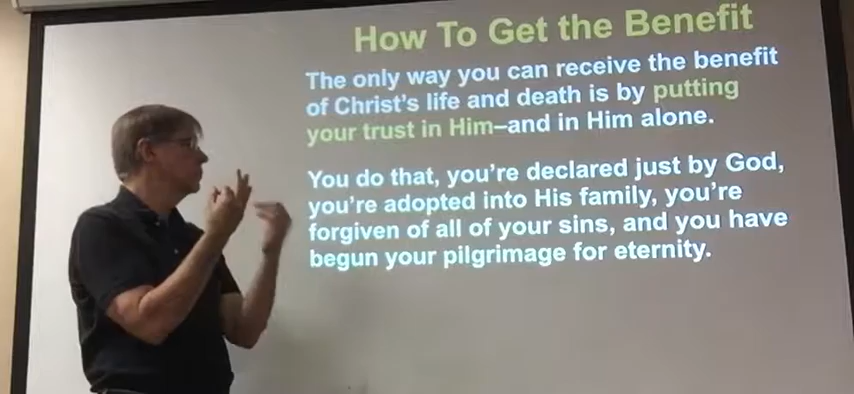 How To Get the Benefit
The only way you can receive the benefit
of Christ's life and death is by putting
your trust in Him–and in Him alone.
You do that, you're declared just by God,
you're adopted into His family, you're
forgiven of all of your sins, and you have
begun your pilgrimage for eternity.